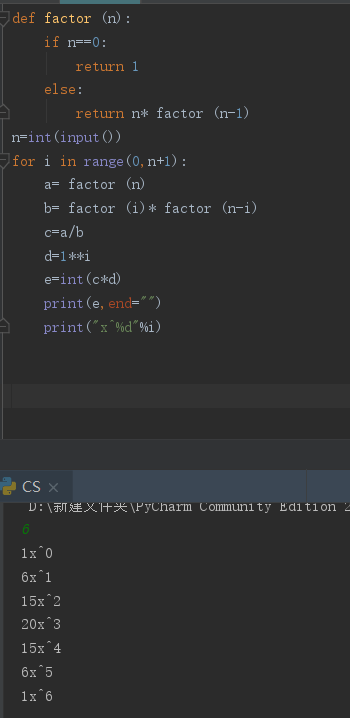 def factor (n):
    if n==0:
        return 1
    else:
        return n* factor (n-1)
n=int(input())
for i in range(0,n+1):
    a= factor (n)
    b= factor (i)* factor (n-i)
    c=a/b
    d=1**i
    e=int(c*d)
    print(e,end="")
    print("x^%d"%i)
CS ×
D:\新建文件夹\PyCharm Community Edition 2
6
1x^0
6x^1
15x^2
20x^3
15x^4
6x^5
1x^6